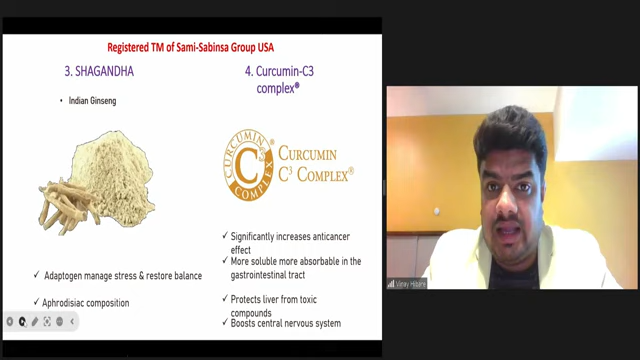 Registered TM of Sami-Sabinsa Group USA
3. SHAGANDHA
• Indian Ginseng
✓ Adaptogen manage stress & restore balance
✓ Aphrodisiac composition
4. Curcumin-C3
complex®
CURCUMIN
C³
COMPLEX
®
CURCUMIN
C³ COMPLEX®
✓ Significantly increases anticancer
effect
✓ More soluble more absorbable in the
gastrointestinal tract
✓ Protects liver from toxic
compounds
✓ Boosts central nervous system